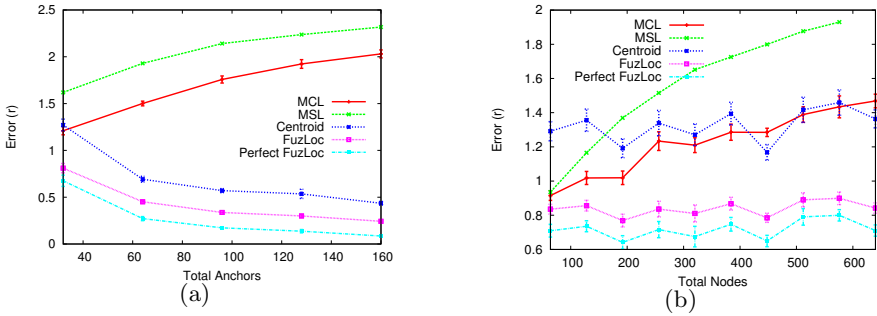 2.5
2
1.5
1
0.5
0
Error (r)
MCL
MSL
Centroid
FuzLoc
Perfect FuzLoc
40 60 80 100 120 140 160
Total Anchors
(a)
2
1.8
1.6
1.4
1.2
1
0.8
0.6
Error (r)
MCL
MSL
Centroid
FuzLoc
Perfect FuzLoc
100 200 300 400 500 600
Total Nodes
(b)